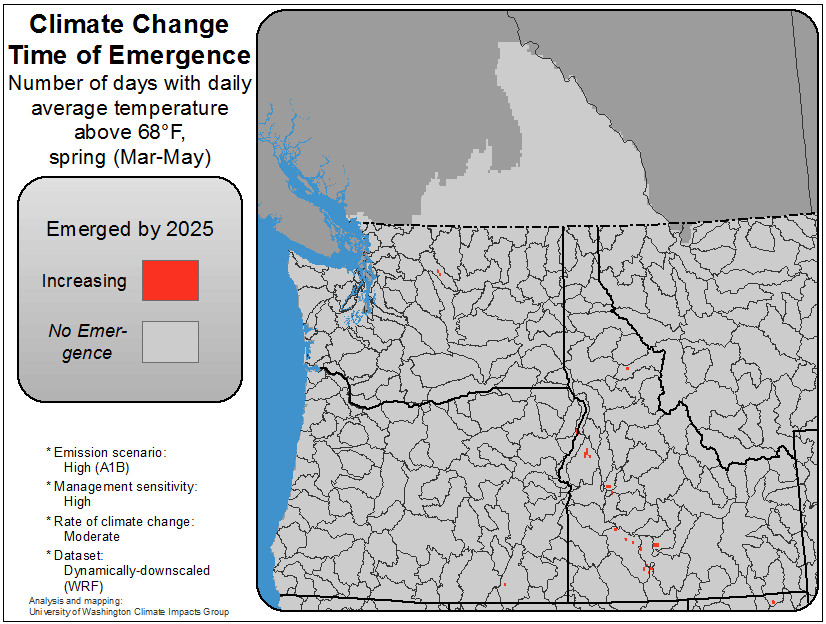 Climate Change
Time of Emergence
Number of days with daily
average temperature
above 68°F,
spring (Mar-May)
Emerged by 2025
Increasing
No Emer-
gence
* Emission scenario:
High (A1B)
* Management sensitivity:
High
* Rate of climate change:
Moderate
* Dataset:
Dynamically-downscaled
(WRF)
Analysis and mapping:
University of Washington Climate Impacts Group